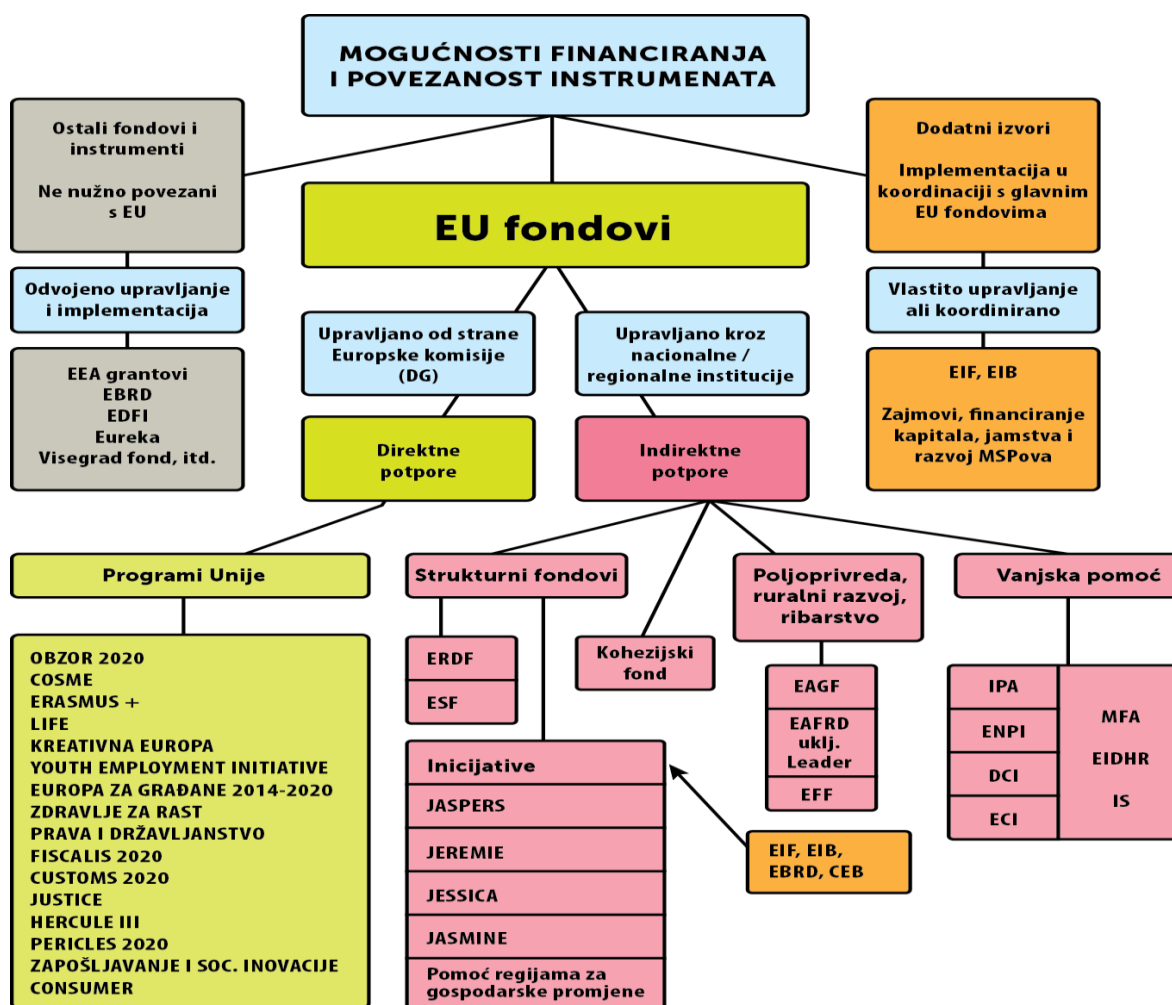 MOGUĆNOSTI FINANCIRANJA
I POVEZANOST INSTRUMENATA
Ostali fondovi i
instrumenti
Ne nužno povezani
s EU
Dodatni izvori
Implementacija u
koordinaciji s glavnim
EU fondovima
EU fondovi
Odvojeno upravljanje
i implementacija
Upravljano od strane
Europske komisije
(DG)
Upravljano kroz
nacionalne /
regionalne institucije
Vlastito upravljanje
ali koordinirano
EEA grantovi
EBRD
EDFI
Eureka
Visegrad fond, itd.
Direktne
potpore
Indirektne
potpore
EIF, EIB
Zajmovi, financiranje
kapitala, jamstva i
razvoj MSPova
Programi Unije
OBZOR 2020
COSME
ERASMUS +
LIFE
KREATIVNA EUROPA
YOUTH EMPLOYMENT INITIATIVE
EUROPA ZA GRAĐANE 2014-2020
ZDRAVLJE ZA RAST
PRAVA I DRŽAVLJANSTVO
FISCALIS 2020
CUSTOMS 2020
JUSTICE
HERCULE III
PERICLES 2020
ZAPOŠLJAVANJE I SOC. INOVACIJE
CONSUMER
Strukturni fondovi
ERDF
ESF
Inicijative
JASPERS
JEREMIE
JESSICA
JASMINE
Pomoć regijama za
gospodarske promjene
Kohezijski
fond
Poljoprivreda,
ruralni razvoj,
ribarstvo
EAGF
EAFRD
uklj.
Leader
EFF
EIF, EIB,
EBRD, CEB
Vanjska pomoć
IPA
ENPI
DCI
ECI
MFA
EIDHR
IS